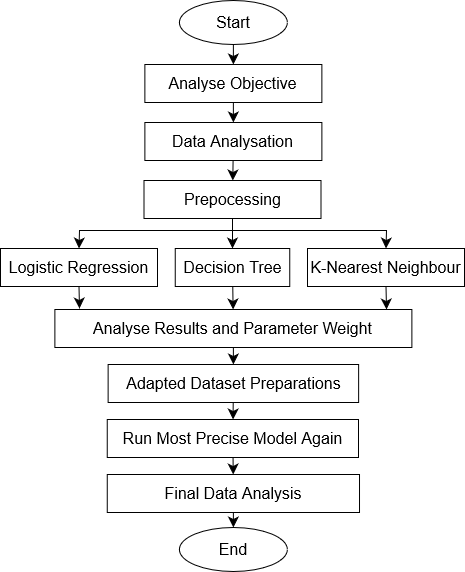 Start
Analyse Objective
Data Analysation
Prepocessing
Logistic Regression
Decision Tree
K-Nearest Neighbour
Analyse Results and Parameter Weight
Adapted Dataset Preparations
Run Most Precise Model Again
Final Data Analysis
End